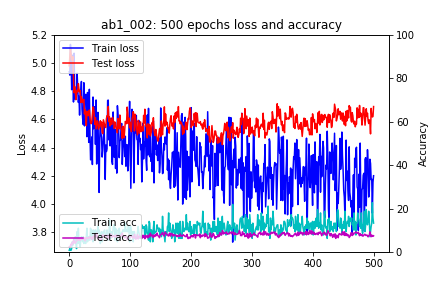 ab1_002: 500 epochs loss and accuracy
5.2
5.0
4.8
4.6
4.4
4.2
4.0
3.8
Loss
Train loss
Test loss
Train acc
Test acc
100
80
60
40
20
0
Accuracy
0 100 200 300 400 500